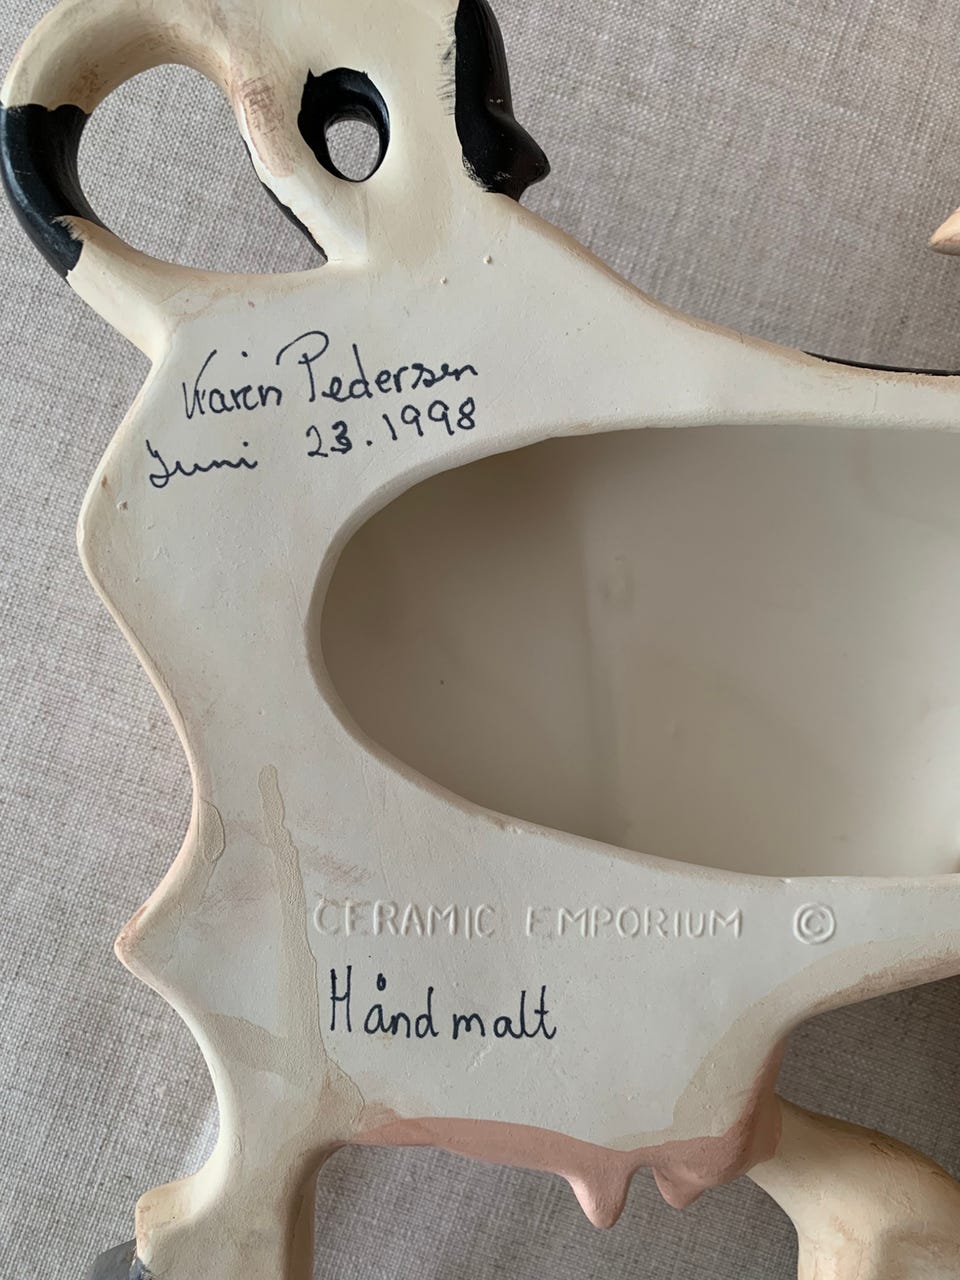 Karen Pedersen
Juni 23.1998
CERAMIC EMPORIUM ©
Håndmalt